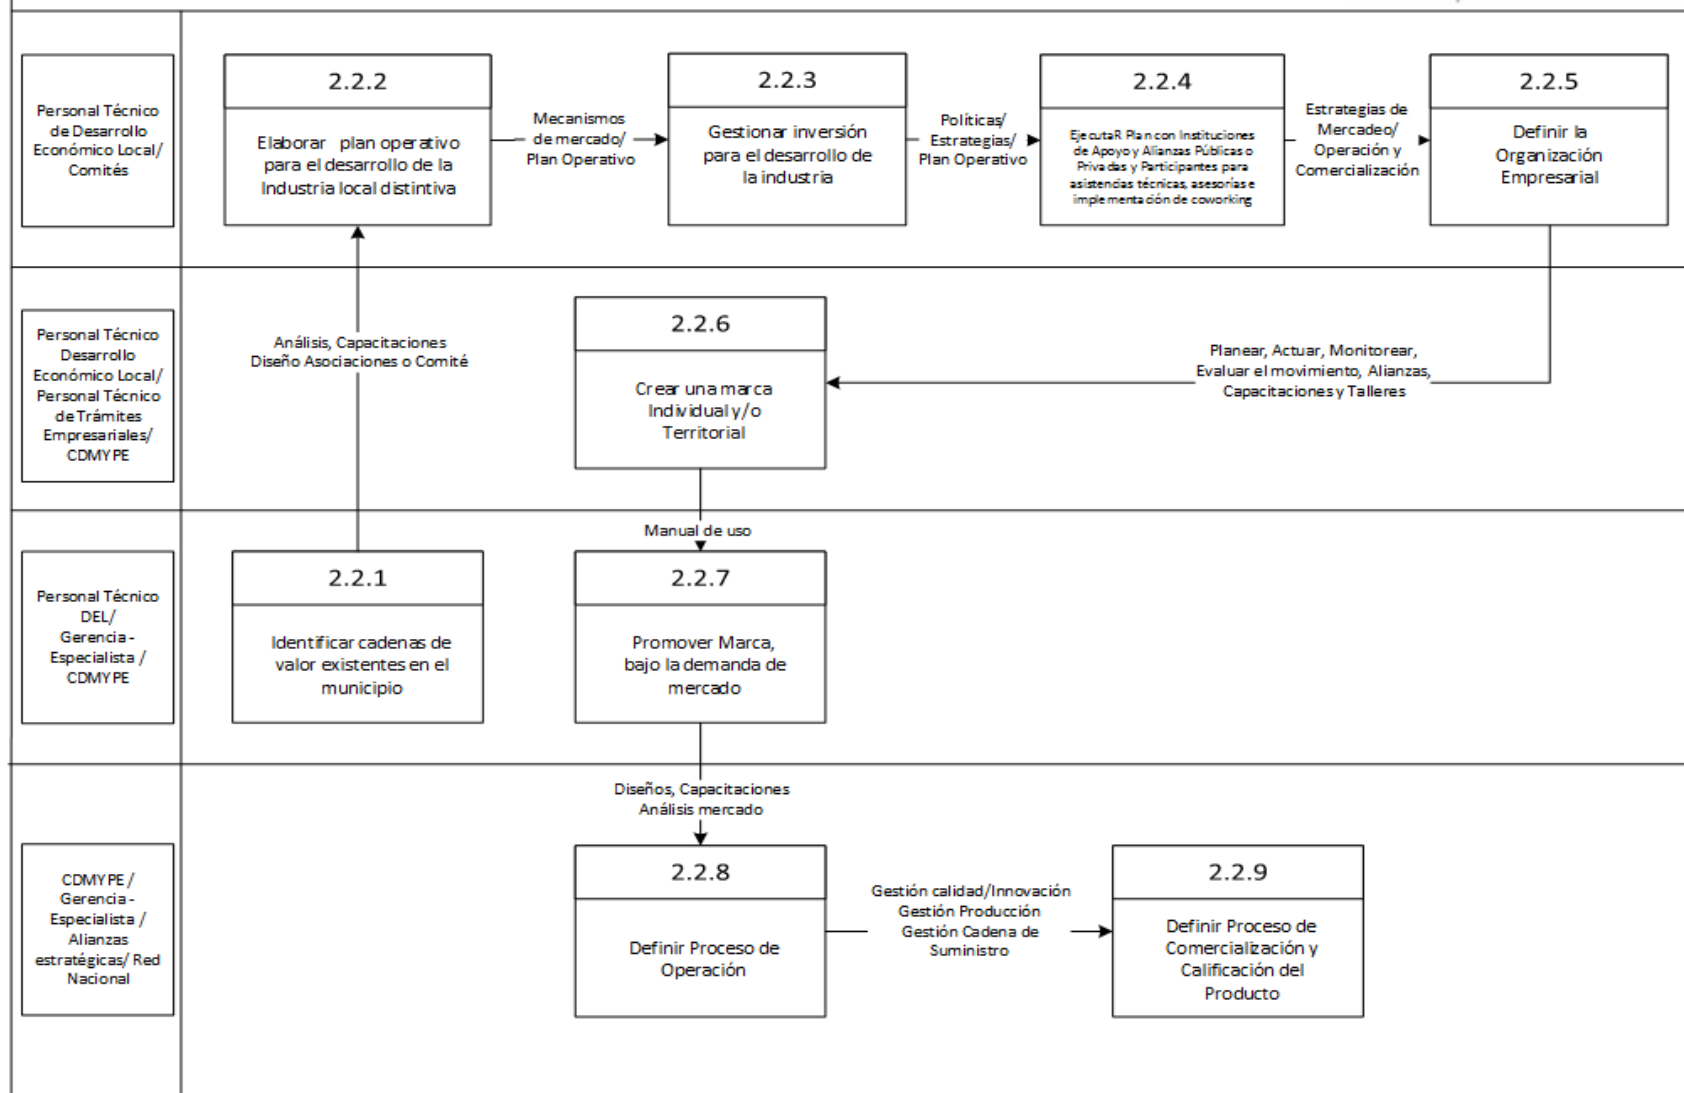 Personal Técnico
de Desarrollo
Económico Local/
Comités
2.2.2
Elaborar plan operativo
para el desarrollo de la
Industria local distintiva
Mecanismos
de mercado/
Plan Operativo
2.2.3
Gestionar inversión
para el desarrollo de
la industria
Políticas/
Estrategias/
Plan Operativo
2.2.4
EjecutaR Plan con Instituciones
de Apoyo y Alianzas Públicas o
Privadas y Participantes para
asistencias técnicas, asesorías e
implementación de coworking
Estrategias de
Mercadeo/
Operación y
Comercialización
2.2.5
Definir la
Organización
Empresarial
Personal Técnico
Desarrollo
Económico Local/
Personal Técnico
de Trámites
Empresariales/
CDMYPE
Análisis, Capacitaciones
Diseño Asociaciones o Comité
2.2.6
Crear una marca
Individual y/o
Territorial
Planear, Actuar, Monitorear,
Evaluar el movimiento, Alianzas,
Capacitaciones y Talleres
Manual de uso
Personal Técnico
DEL/
Gerencia-
Especialista /
CDMYPE
2.2.1
Identificar cadenas de
valor existentes en el
municipio
2.2.7
Promover Marca,
bajo la demanda de
mercado
Diseños, Capacitaciones
Análisis mercado
CDMYPE /
Gerencia-
Especialista /
Alianzas
estratégicas/ Red
Nacional
2.2.8
Definir Proceso de
Operación
Gestión calidad/Innovación
Gestión Producción
Gestión Cadena de
Suministro
2.2.9
Definir Proceso de
Comercialización y
Calificación del
Producto